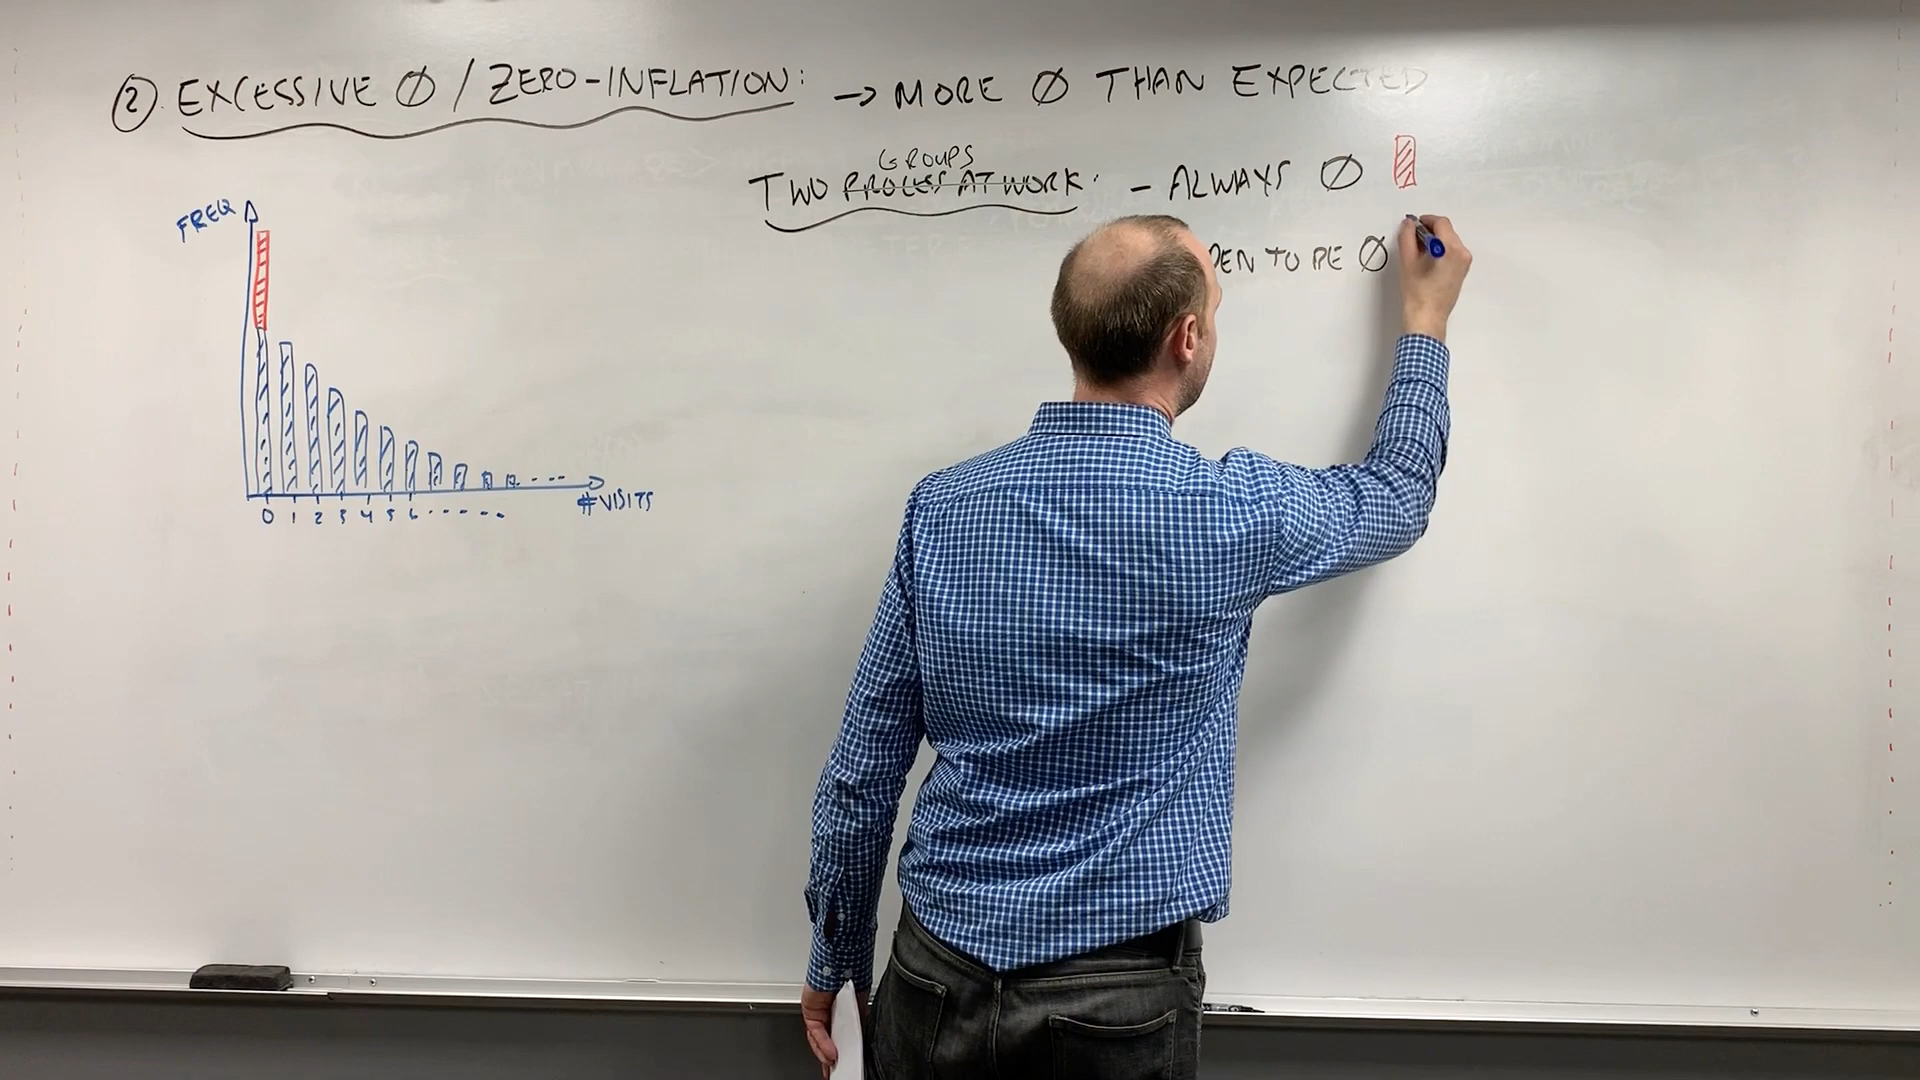 ② EXCESSIVE Ø / ZERO-INFLATION: → MORE Ø THAN EXPECTED
GROUPS
TWO PROCESS AT WORK: - ALWAYS Ø
TO BE Ø
FREQ
0 1 2 3 4 5 6 ......
# VISITS